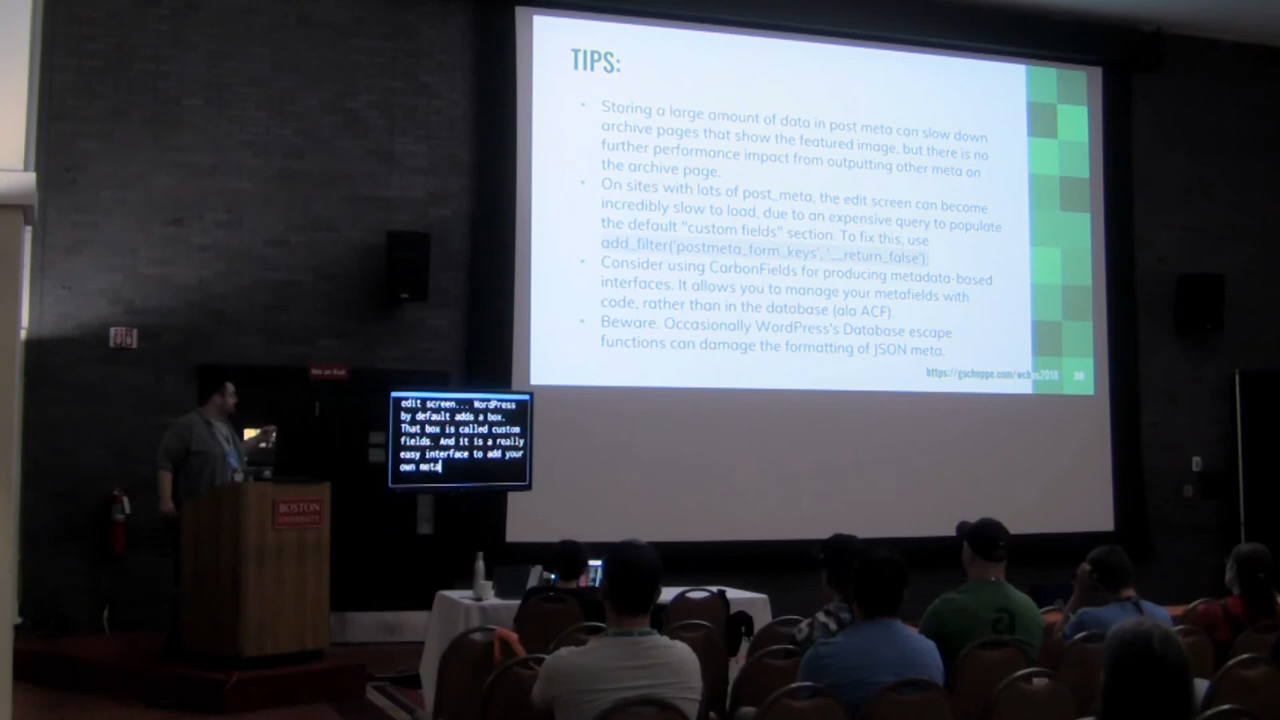 TIPS:
Storing a large amount of data in post meta can slow down
archive pages that show the featured image, but there is no
further performance impact from outputting other meta on
the archive page.
On sites with lots of post_meta, the edit screen can become
incredibly slow to load, due to an expensive query to populate
the default "custom fields" section. To fix this, use
add_filter('postmeta_form_keys', '__return_false');
Consider using CarbonFields for producing metadata-based
interfaces. It allows you to manage your metafields with
code, rather than in the database (ala ACF).
Beware. Occasionally WordPress's Database escape
functions can damage the formatting of JSON meta.
https://gschoppe.com/wcbos2018
edit screen... WordPress
by default adds a box.
That box is called custom
fields. And it is a really
easy interface to add your
own meta
BOSTON
UNIVERSITY